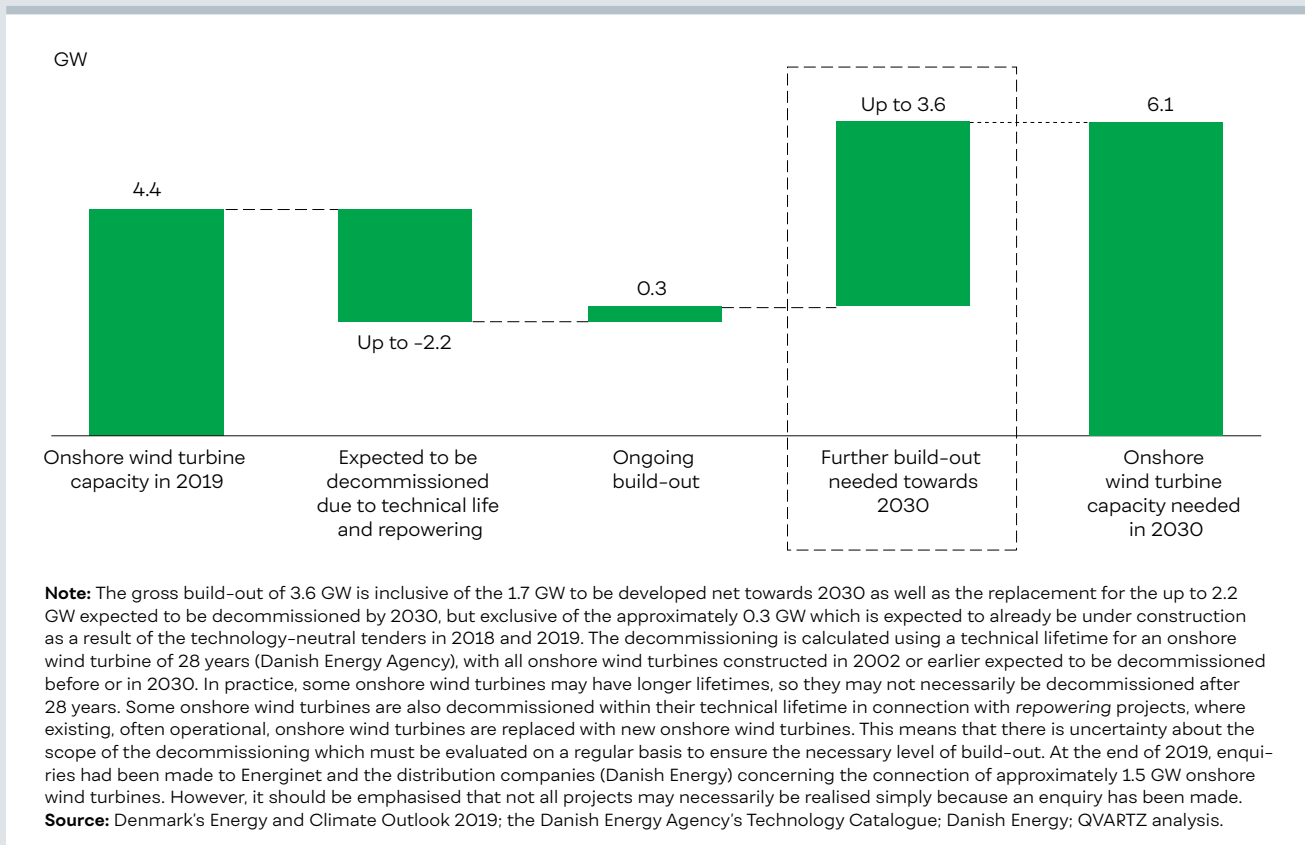 GW
4.4
Up to -2.2
0.3
Up to 3.6
6.1
Onshore wind turbine
capacity in 2019
Expected to be
decommissioned
due to technical life
and repowering
Ongoing
build-out
Further build-out
needed towards
2030
Onshore
wind turbine
capacity needed
in 2030
Note: The gross build-out of 3.6 GW is inclusive of the 1.7 GW to be developed net towards 2030 as well as the replacement for the up to 2.2
GW expected to be decommissioned by 2030, but exclusive of the approximately 0.3 GW which is expected to already be under construction
as a result of the technology-neutral tenders in 2018 and 2019. The decommissioning is calculated using a technical lifetime for an onshore
wind turbine of 28 years (Danish Energy Agency), with all onshore wind turbines constructed in 2002 or earlier expected to be decommissioned
before or in 2030. In practice, some onshore wind turbines may have longer lifetimes, so they may not necessarily be decommissioned after
28 years. Some onshore wind turbines are also decommissioned within their technical lifetime in connection with repowering projects, where
existing, often operational, onshore wind turbines are replaced with new onshore wind turbines. This means that there is uncertainty about the
scope of the decommissioning which must be evaluated on a regular basis to ensure the necessary level of build-out. At the end of 2019, enqui-
ries had been made to Energinet and the distribution companies (Danish Energy) concerning the connection of approximately 1.5 GW onshore
wind turbines. However, it should be emphasised that not all projects may necessarily be realised simply because an enquiry has been made.
Source: Denmark's Energy and Climate Outlook 2019; the Danish Energy Agency's Technology Catalogue; Danish Energy; QVARTZ analysis.